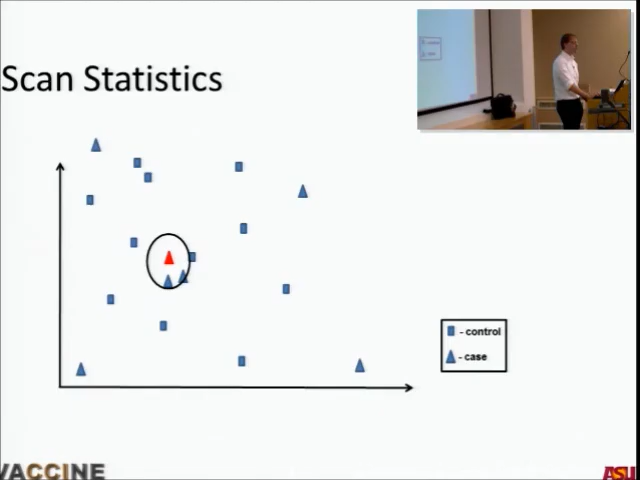 Scan Statistics
- control
- case
VACCINE
ASU